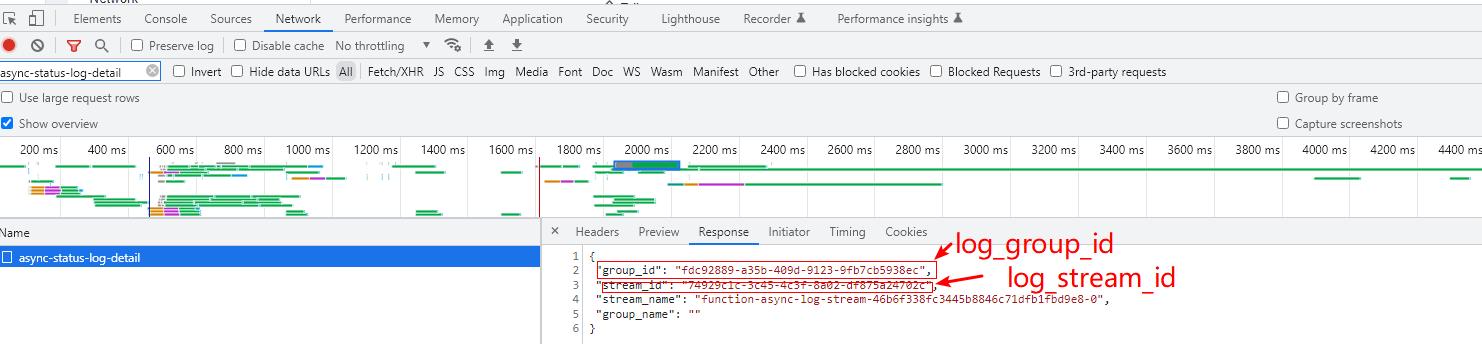 Elements Console Sources Network Performance Memory Application Security Lighthouse Recorder Performance insights
Preserve log Disable cache No throttling
async-status-log-detail Invert Hide data URLs All Fetch/XHR JS CSS Img Media Font Doc WS Wasm Manifest Other Has blocked cookies Blocked Requests 3rd-party requests
Use large request rows Group by frame
Show overview Capture screenshots
200 ms 400 ms 600 ms 800 ms 1000 ms 1200 ms 1400 ms 1600 ms 1800 ms 2000 ms 2200 ms 2400 ms 2600 ms 2800 ms 3000 ms 3200 ms 3400 ms 3600 ms 3800 ms 4000 ms 4200 ms 4400 ms
Name × Headers Preview Response Initiator Timing Cookies
async-status-log-detail
1 {
2 "group_id": "fdc92889-a35b-409d-9123-9fb7cb5938ec",
3 "stream_id": "74929c1c-3c45-4c3f-8a02-df875a24702c",
4 "stream_name": "function-async-log-stream-46b6f338fc3445b8846c71dfb1fbd9e8-0",
5 "group_name": ""
6 }
log_group_id
log_stream_id